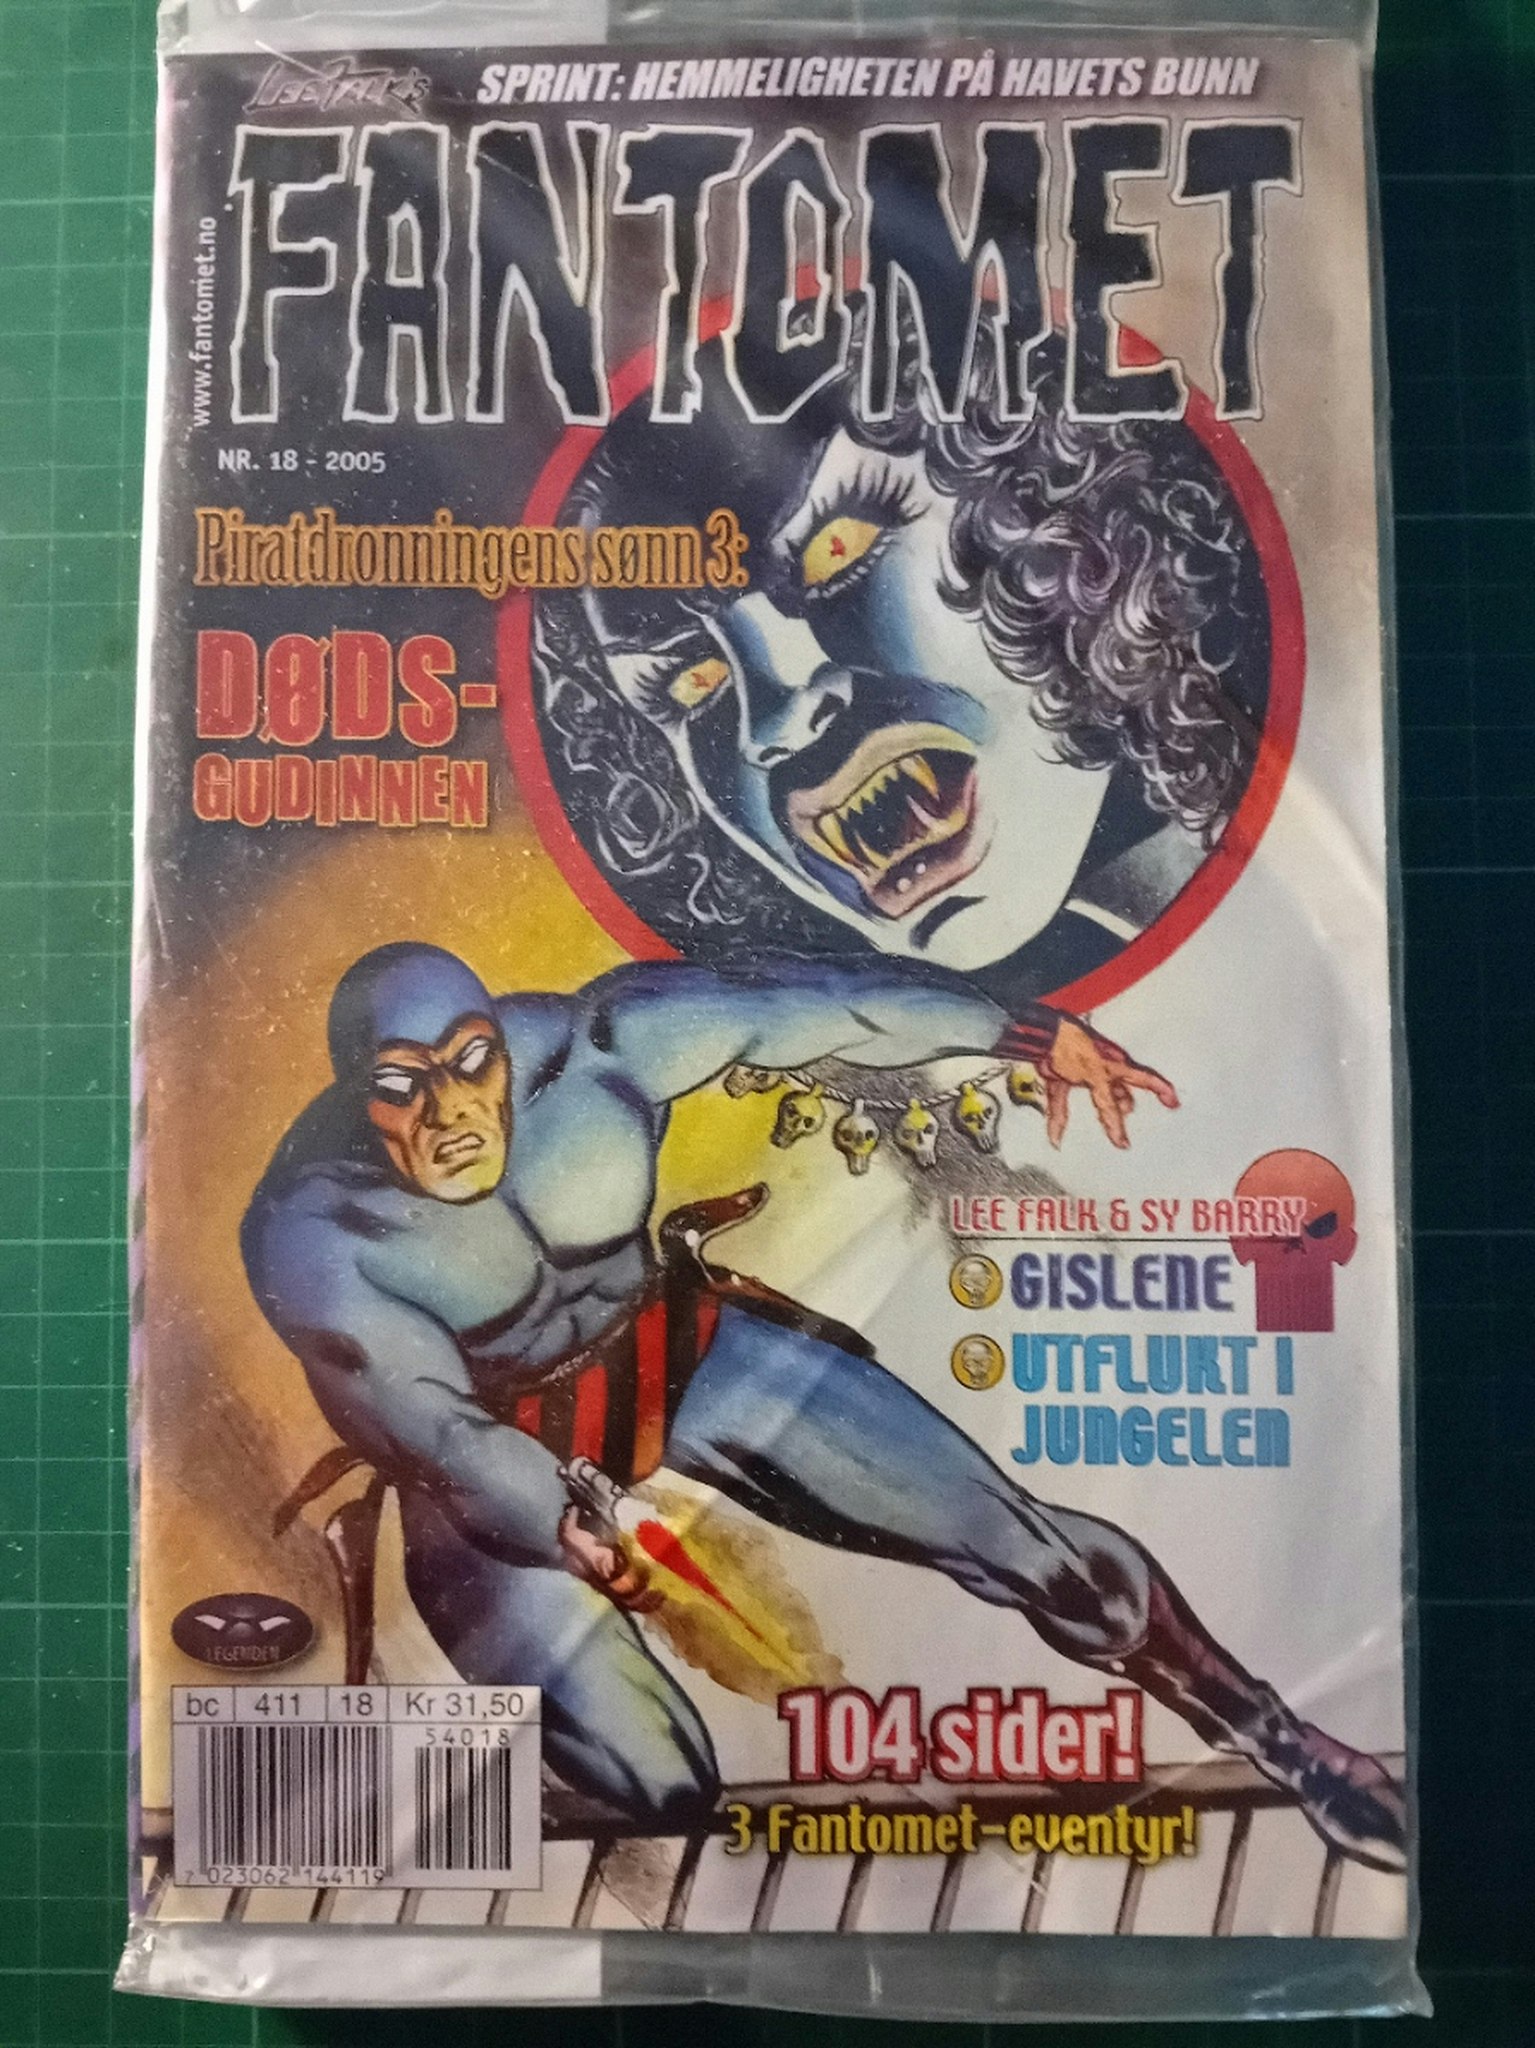 LEE FALK's
SPRINT: HEMMELIGHETEN PÅ HAVETS BUNN
FANTOMET
www.fantomet.no
NR. 18 - 2005
Piratdronningens sønn 3:
DØDS-
GUDINNEN
LEE FALK & SY BARRY
GISLENE
UTFLUKT I
JUNGELEN
LEGENDEN
bc 411 18 Kr 31,50
54018
7 023062 144119
104 sider!
3 Fantomet-eventyr!